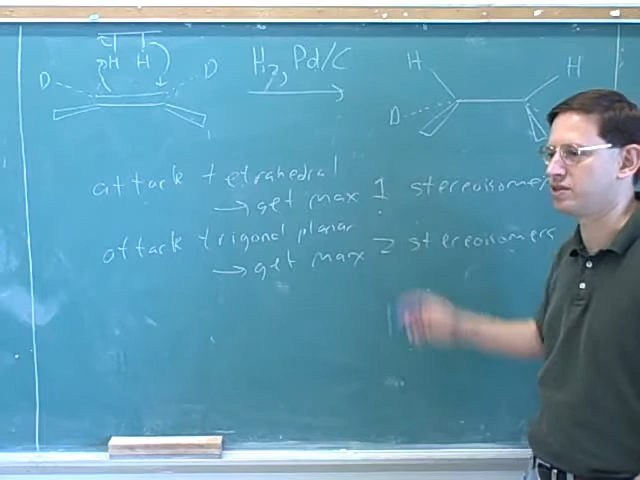 H H
D D H₂, Pd/C H H
D
attack tetrahedral
→ get max 1 stereoisomer
attack trigonal planar
→ get max 2 stereoisomers